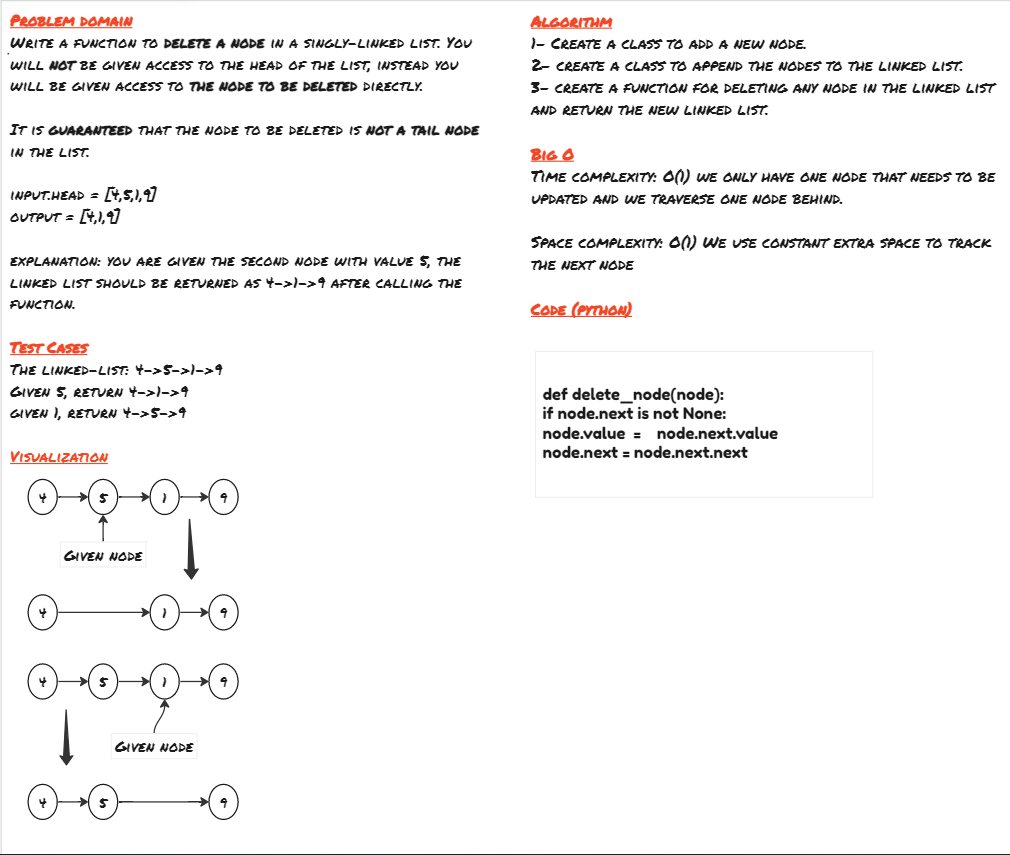 Problem domain
Write a function to delete a node in a singly-linked list. You
will not be given access to the head of the list, instead you
will be given access to the node to be deleted directly.
It is guaranteed that the node to be deleted is not a tail node
in the list.
input:head = [4,5,1,9]
output = [4,1,9]
explanation: you are given the second node with value 5, the
linked list should be returned as 4->1->9 after calling the
function.
Test Cases
The linked-list: 4->5->1->9
Given 5, return 4->1->9
given 1, return 4->5->9
Visualization
4 5 1 9
Given node
4 1 9
4 5 1 9
Given node
4 5 9
Algorithm
1- Create a class to add a new node.
2- create a class to append the nodes to the linked list.
3- create a function for deleting any node in the linked list
and return the new linked list.
Big O
Time complexity: O(1) we only have one node that needs to be
updated and we traverse one node behind.
Space complexity: O(1) We use constant extra space to track
the next node
Code (python)
def delete_node(node):
if node.next is not None:
node.value = node.next.value
node.next = node.next.next